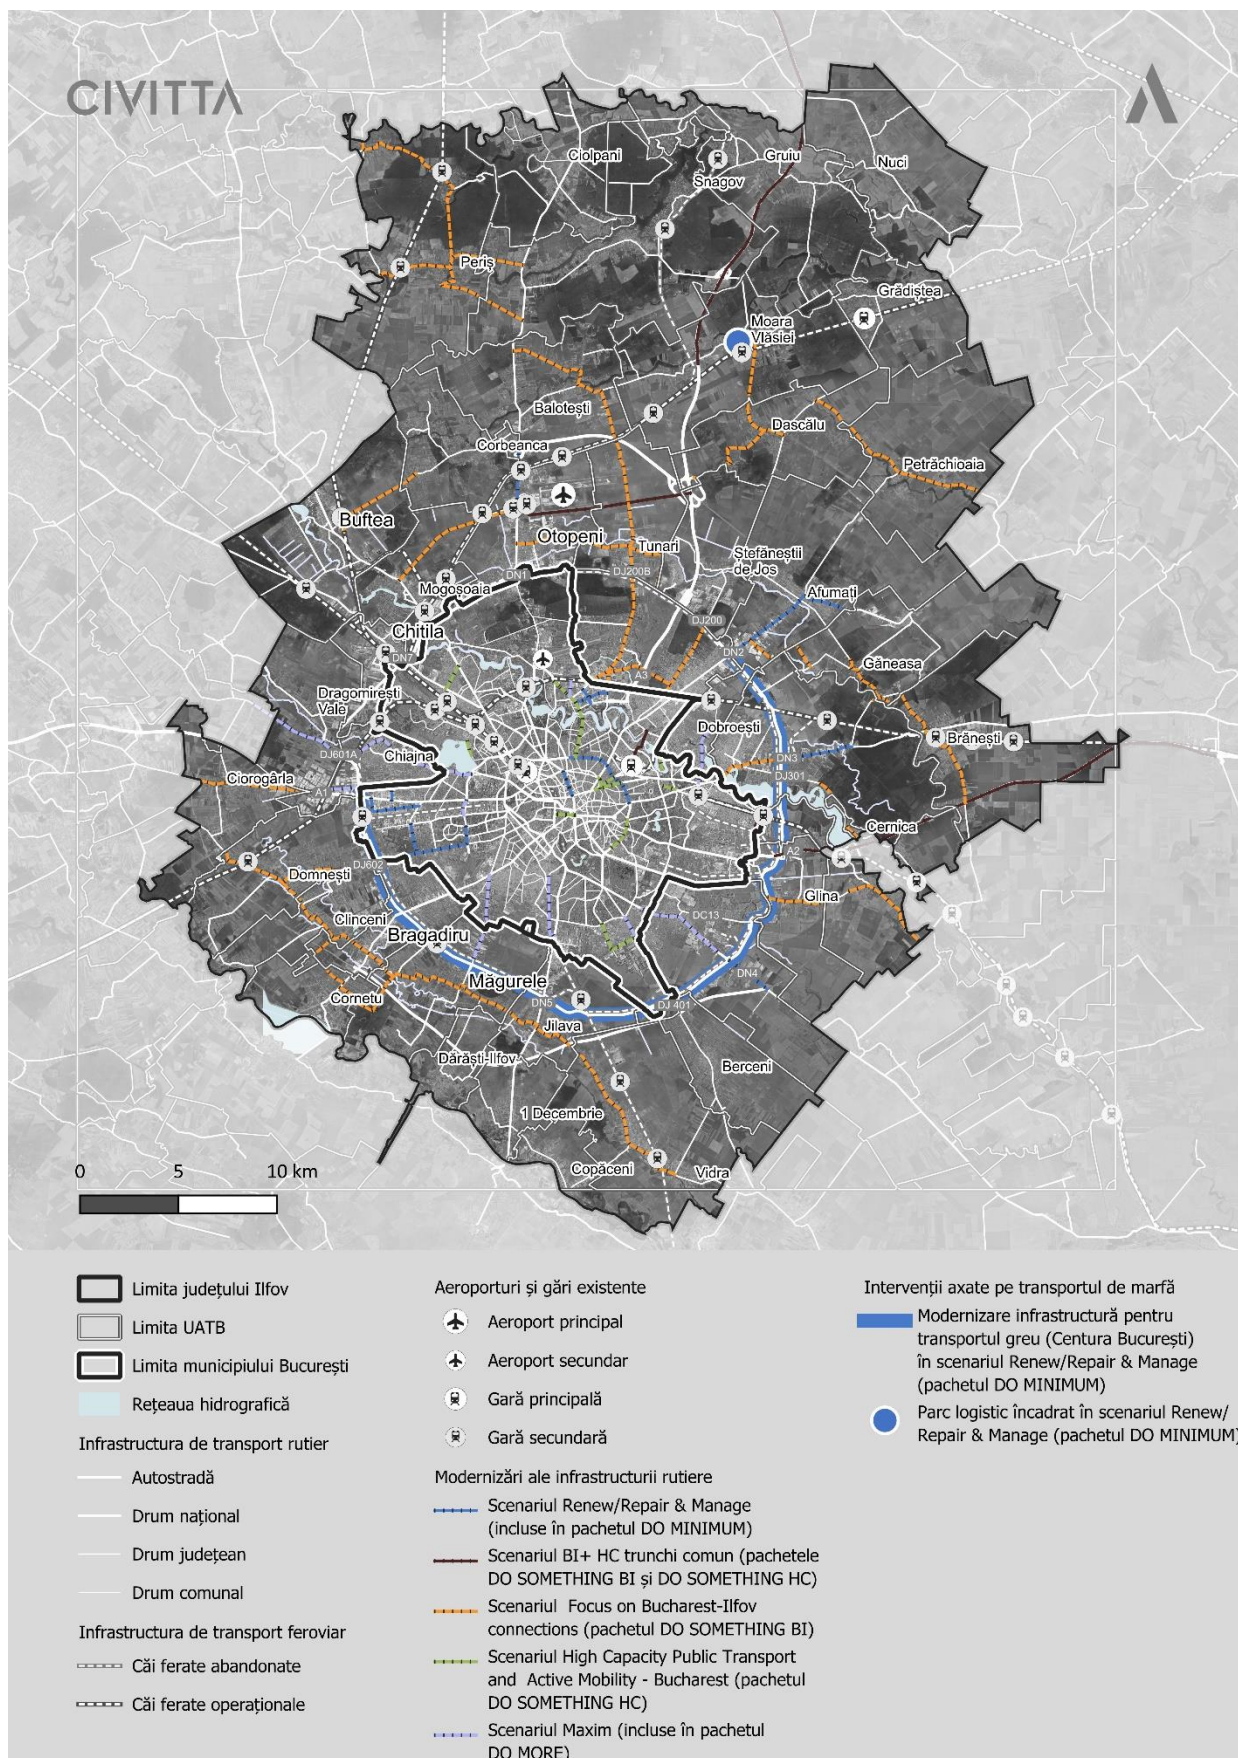 CIVITTA
Ciolpani
Gruiu
Nuci
Snagov
Periș
Grădiștea
Moara
Vlăsiei
Balotești
Dascălu
Corbeanca
Petrăchioaia
Buftea
Otopeni
Tunari
Ștefănești
de Jos
DN1
DJ200B
Mogoșoaia
Afumați
Chitila
DJ200
DN7
DN2
Găneasa
A3
Dragomirești
Vale
Dobroești
Brănești
DJ601A
Chiajna
DN3
Ciorogârla
DJ301
A1
Cernica
A2
DJ602
Domnești
Glina
Clinceni
DC13
Bragadiru
DN4
Măgurele
Cornetu
DN5
DJ 401
Jilava
Dărăști-Ilfov
Berceni
1 Decembrie
Copăceni
Vidra
0 5 10 km
Limita județului Ilfov
Limita UATB
Limita municipiului București
Rețeaua hidrografică
Infrastructura de transport rutier
Autostradă
Drum național
Drum județean
Drum comunal
Infrastructura de transport feroviar
Căi ferate abandonate
Căi ferate operaționale
Aeroporturi și gări existente
Aeroport principal
Aeroport secundar
Gară principală
Gară secundară
Modernizări ale infrastructurii rutiere
Scenariul Renew/Repair & Manage
(incluse în pachetul DO MINIMUM)
Scenariul BI+ HC trunchi comun (pachetele
DO SOMETHING BI și DO SOMETHING HC)
Scenariul Focus on Bucharest-Ilfov
connections (pachetul DO SOMETHING BI)
Scenariul High Capacity Public Transport
and Active Mobility - Bucharest (pachetul
DO SOMETHING HC)
Scenariul Maxim (incluse în pachetul
DO MORE)
Intervenții axate pe transportul de marfă
Modernizare infrastructură pentru
transportul greu (Centura București)
în scenariul Renew/Repair & Manage
(pachetul DO MINIMUM)
Parc logistic încadrat în scenariul Renew/
Repair & Manage (pachetul DO MINIMUM)